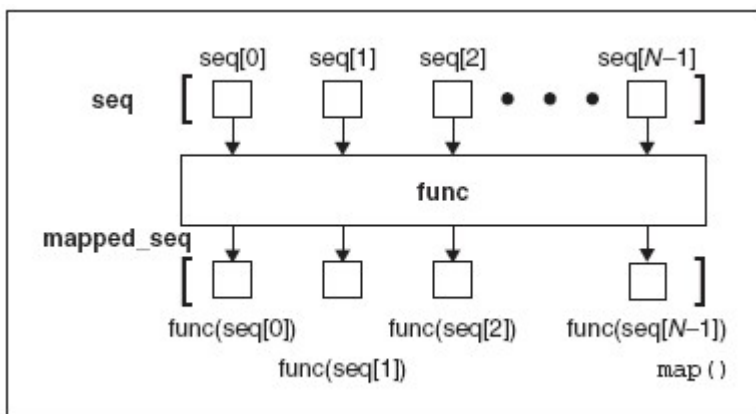 seq[0] seq[1] seq[2] seq[N–1]
seq [ ]
func
mapped_seq
[ ]
func(seq[0]) func(seq[2]) func(seq[N–1])
func(seq[1]) map()